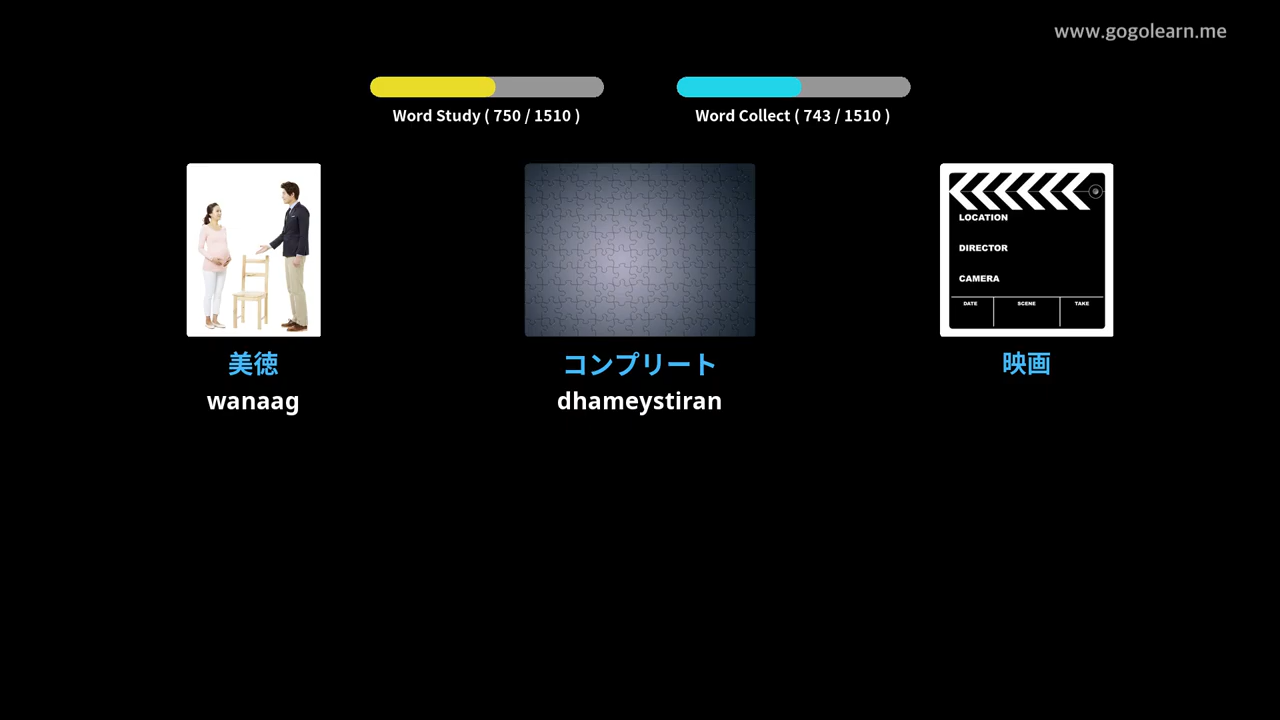 www.gogolearn.me
Word Study ( 750 / 1510 )
Word Collect ( 743 / 1510 )
LOCATION
DIRECTOR
CAMERA
DATE SCENE TAKE
美徳
コンプリート
映画
wanaag
dhameystiran